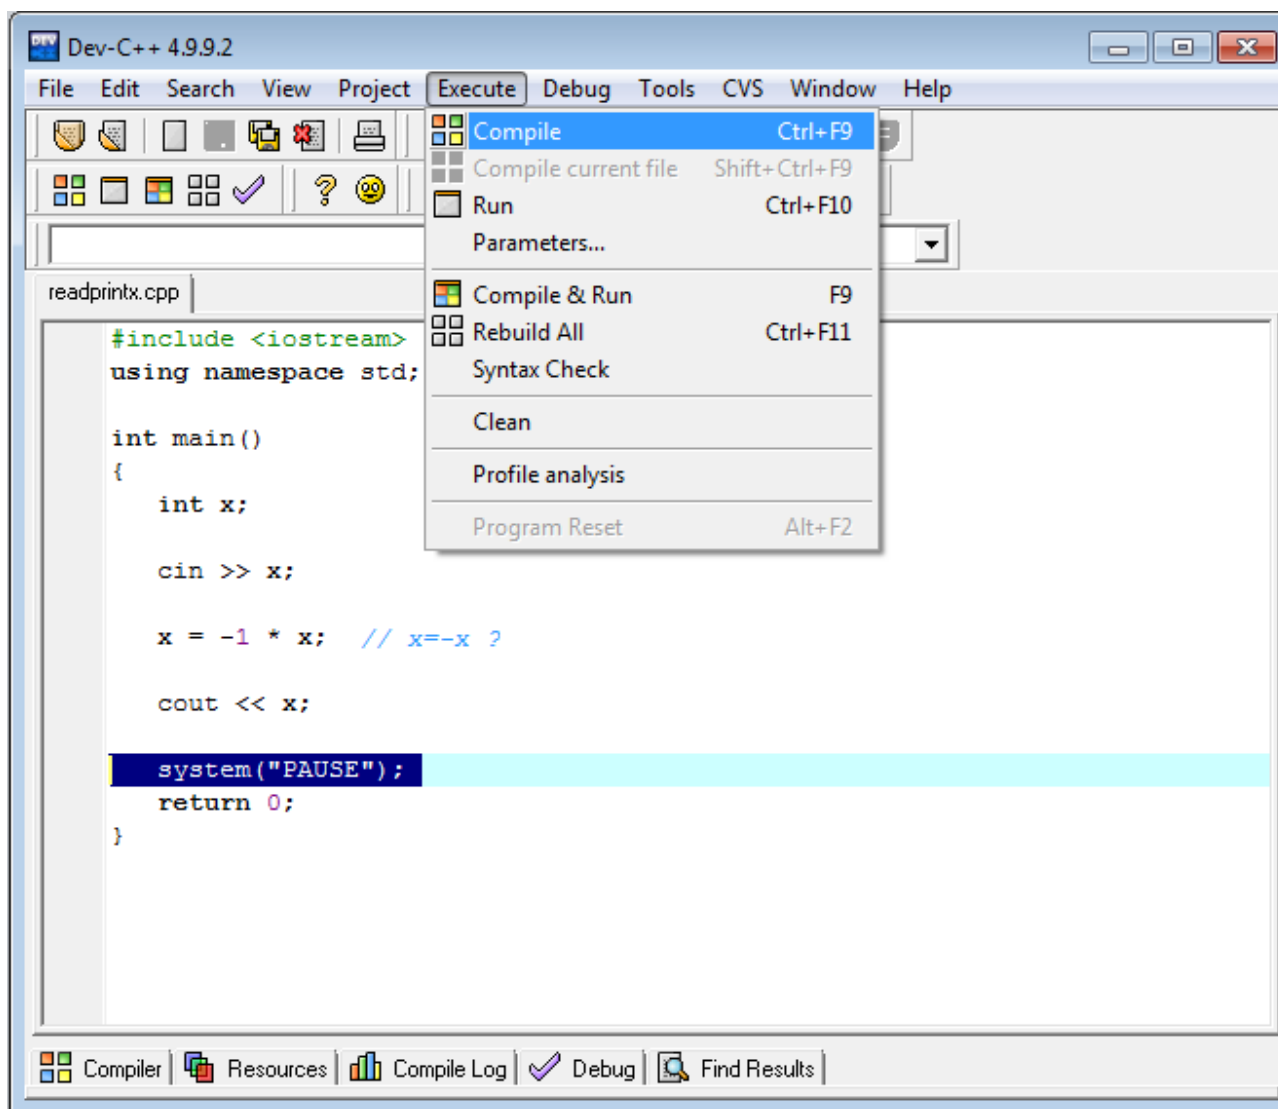 Dev-C++ 4.9.9.2
File Edit Search View Project Execute Debug Tools CVS Window Help
Compile Ctrl+F9
Compile current file Shift+Ctrl+F9
Run Ctrl+F10
Parameters...
Compile & Run F9
Rebuild All Ctrl+F11
Syntax Check
Clean
Profile analysis
Program Reset Alt+F2
readprintx.cpp
#include <iostream>
using namespace std;
int main()
{
int x;
cin >> x;
x = -1 * x; // x=-x ?
cout << x;
system("PAUSE");
return 0;
}
Compiler Resources Compile Log Debug Find Results